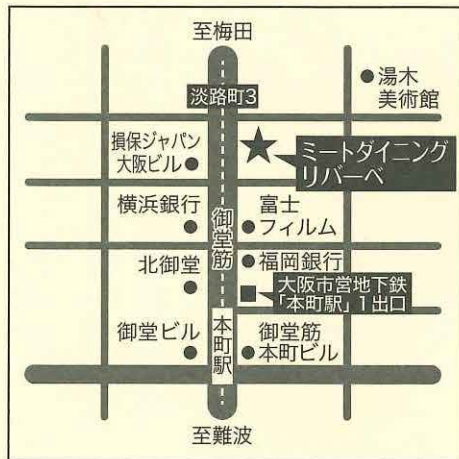 至梅田
湯木
美術館
淡路町3
損保ジャパン
大阪ビル
ミートダイニング
リバーベ
横浜銀行
富士
フィルム
御堂筋
福岡銀行
北御堂
大阪市営地下鉄
「本町駅」1出口
御堂ビル
本町駅
御堂筋
本町ビル
至難波